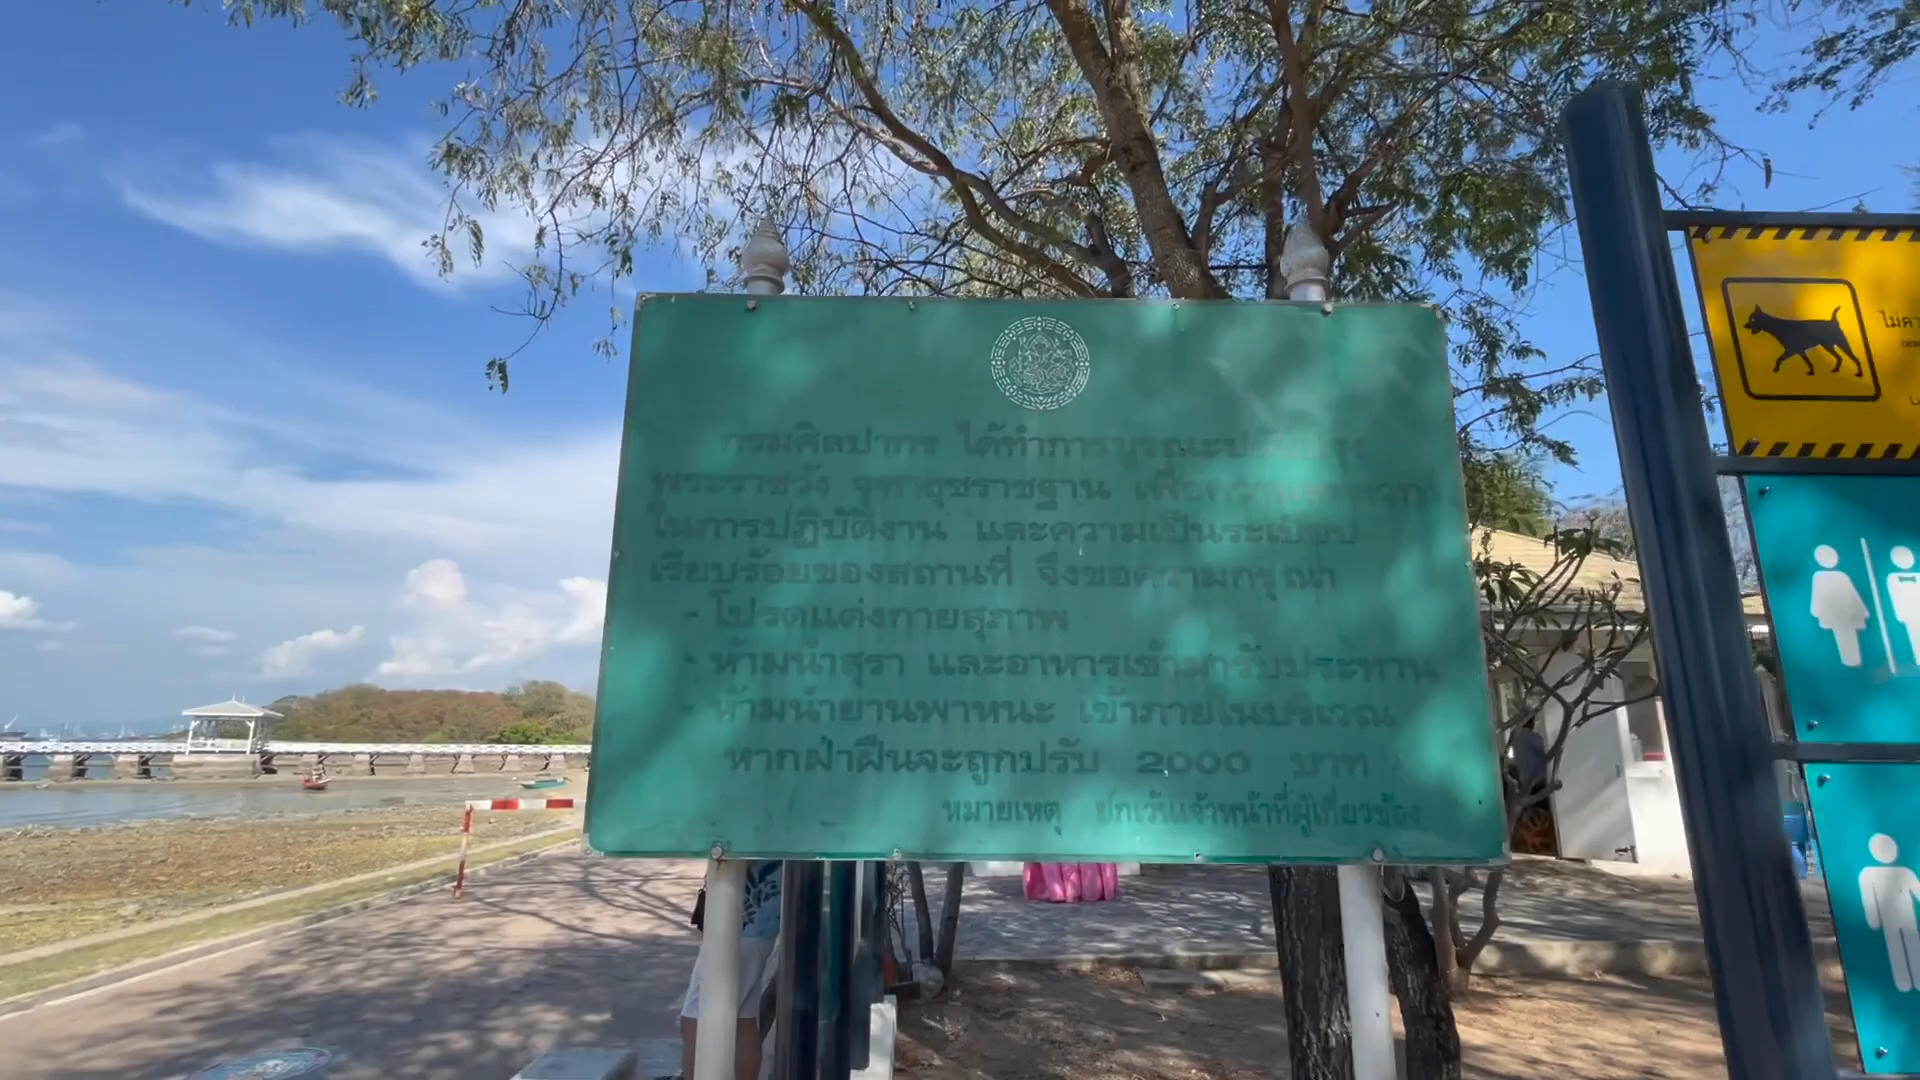 กรมศิลปากร ได้ทำการบูรณะปรับปรุง
พระราชวัง จุฑาธุชราชฐาน เพื่อความสะดวก
ในการปฏิบัติงาน และความเป็นระเบียบ
เรียบร้อยของสถานที่ จึงขอความกรุณา
- โปรดแต่งกายสุภาพ
- ห้ามนำสุรา และอาหารเข้ามารับประทาน
- ห้ามนำยานพาหนะ เข้าภายในบริเวณ
หากฝ่าฝืนจะถูกปรับ 2000 บาท
หมายเหตุ ยกเว้นเจ้าหน้าที่ผู้เกี่ยวข้อง